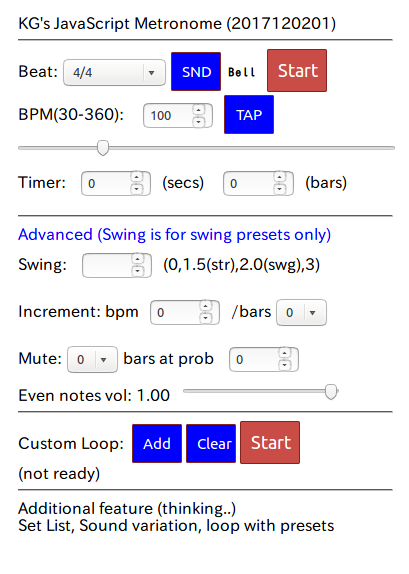 KG's JavaScript Metronome (2017120201)
Beat: 4/4 SND Bell Start
BPM(30-360): 100 TAP
Timer: 0 (secs) 0 (bars)
Advanced (Swing is for swing presets only)
Swing: (0,1.5(str),2.0(swg),3)
Increment: bpm 0 /bars 0
Mute: 0 bars at prob 0
Even notes vol: 1.00
Custom Loop: Add Clear Start
(not ready)
Additional feature (thinking..)
Set List, Sound variation, loop with presets